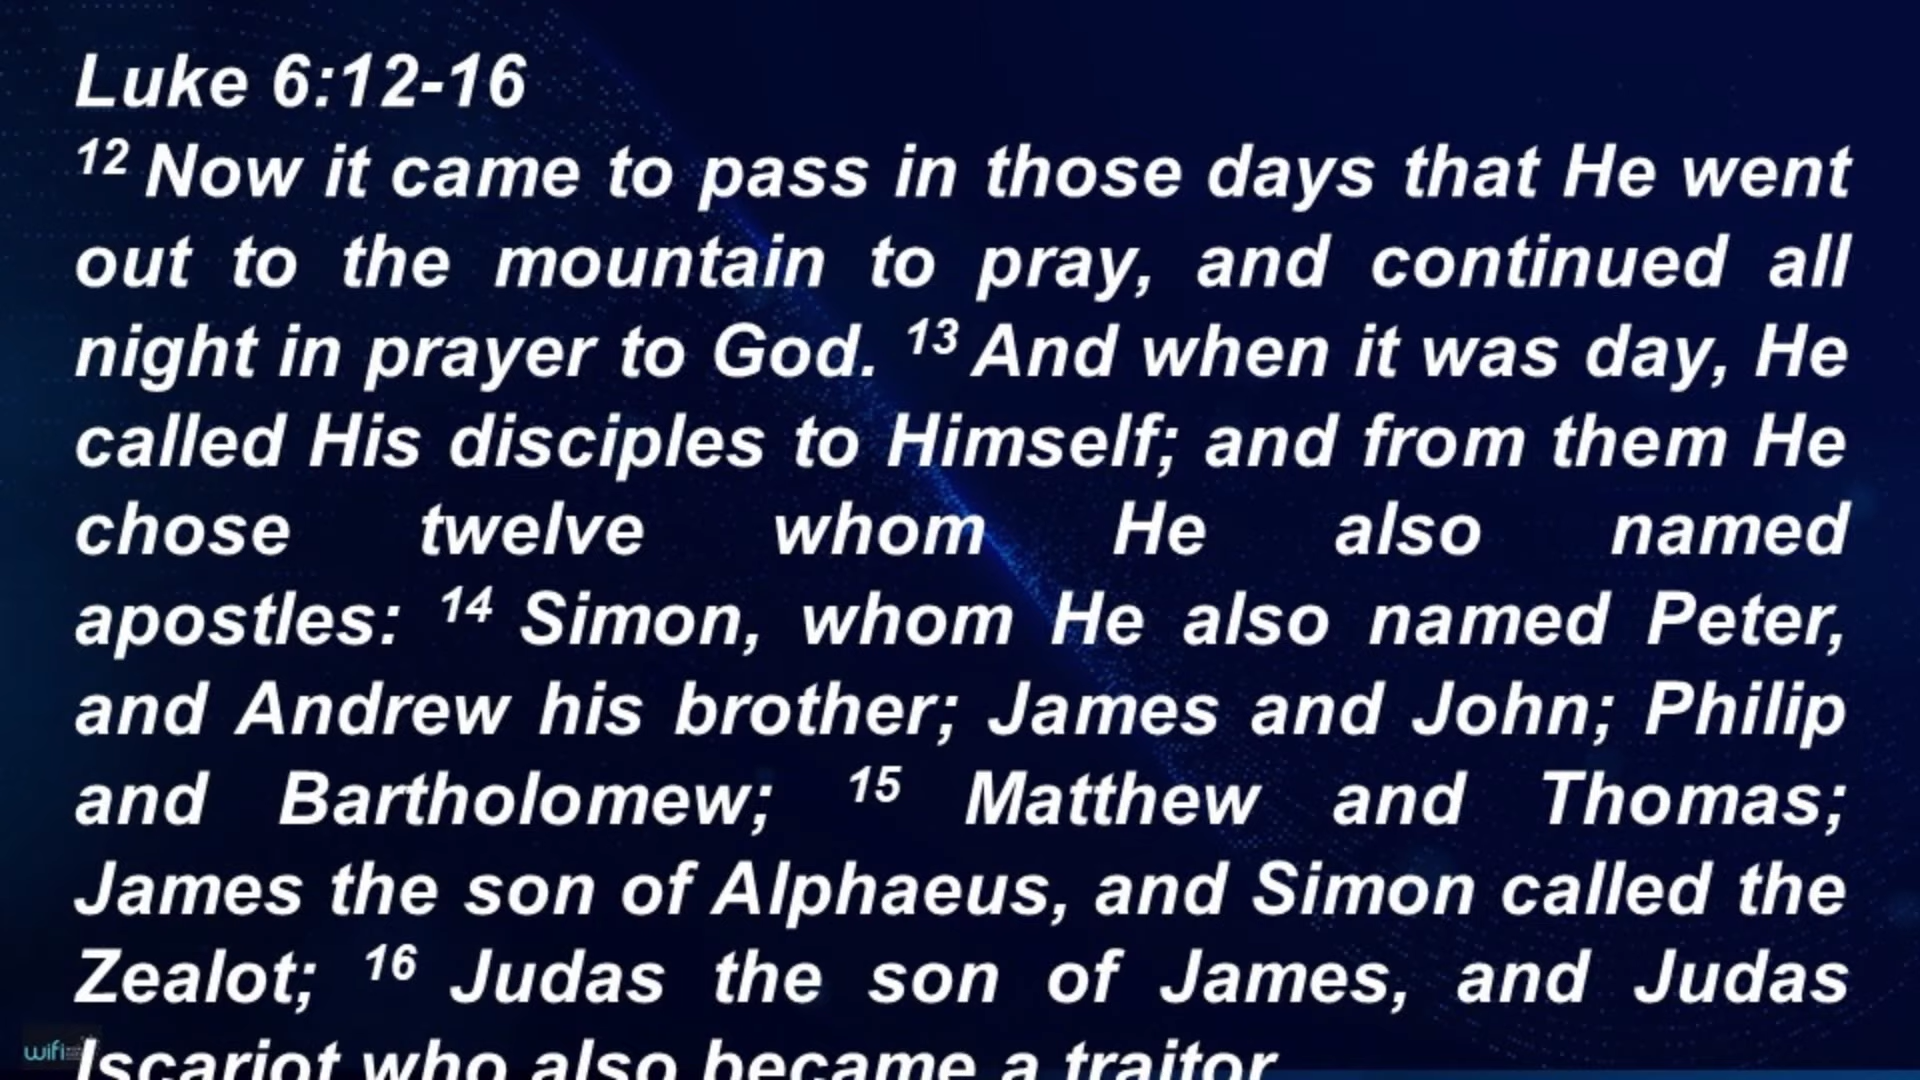 Luke 6:12-16
12 Now it came to pass in those days that He went
out to the mountain to pray, and continued all
night in prayer to God. 13 And when it was day, He
called His disciples to Himself; and from them He
chose twelve whom He also named
apostles: 14 Simon, whom He also named Peter,
and Andrew his brother; James and John; Philip
and Bartholomew; 15 Matthew and Thomas;
James the son of Alphaeus, and Simon called the
Zealot; 16 Judas the son of James, and Judas
Iscariot who also became a traitor
wifi